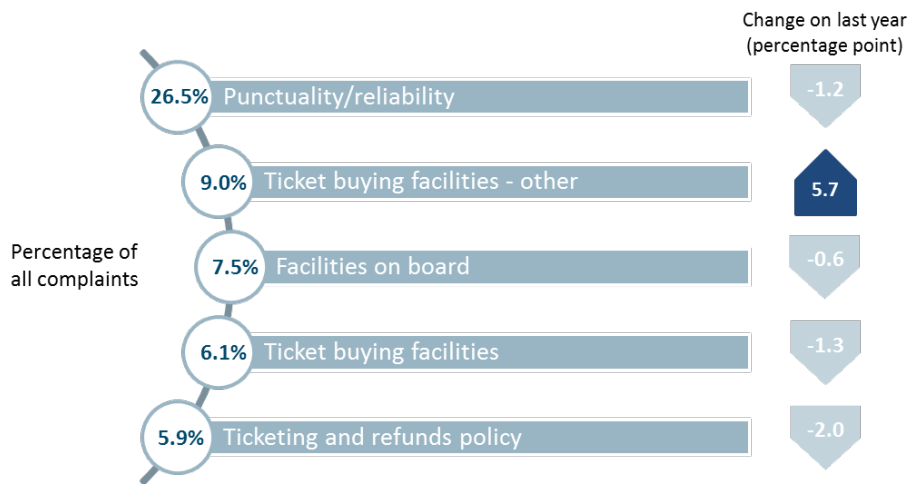 Change on last year
(percentage point)
26.5% Punctuality/reliability -1.2
9.0% Ticket buying facilities - other 5.7
Percentage of
all complaints
7.5% Facilities on board -0.6
6.1% Ticket buying facilities -1.3
5.9% Ticketing and refunds policy -2.0